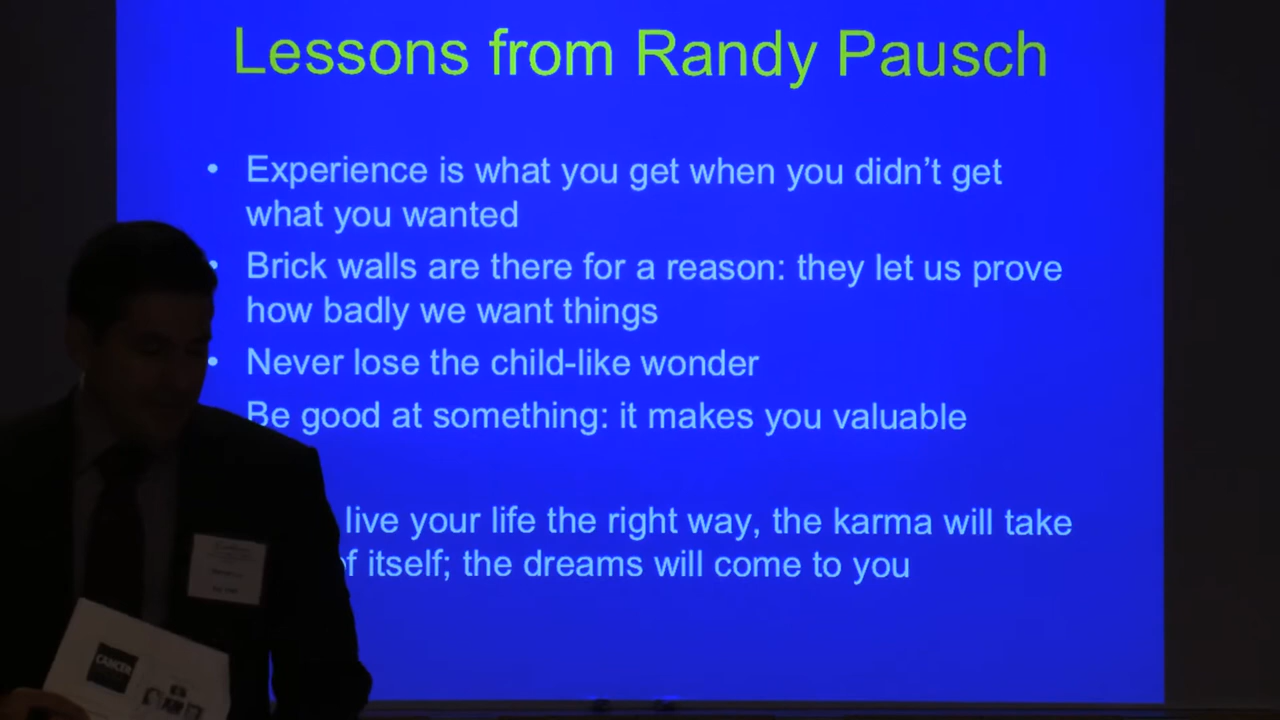 Lessons from Randy Pausch
• Experience is what you get when you didn't get
what you wanted
• Brick walls are there for a reason: they let us prove
how badly we want things
• Never lose the child-like wonder
Be good at something: it makes you valuable
live your life the right way, the karma will take
of itself; the dreams will come to you
CANCER